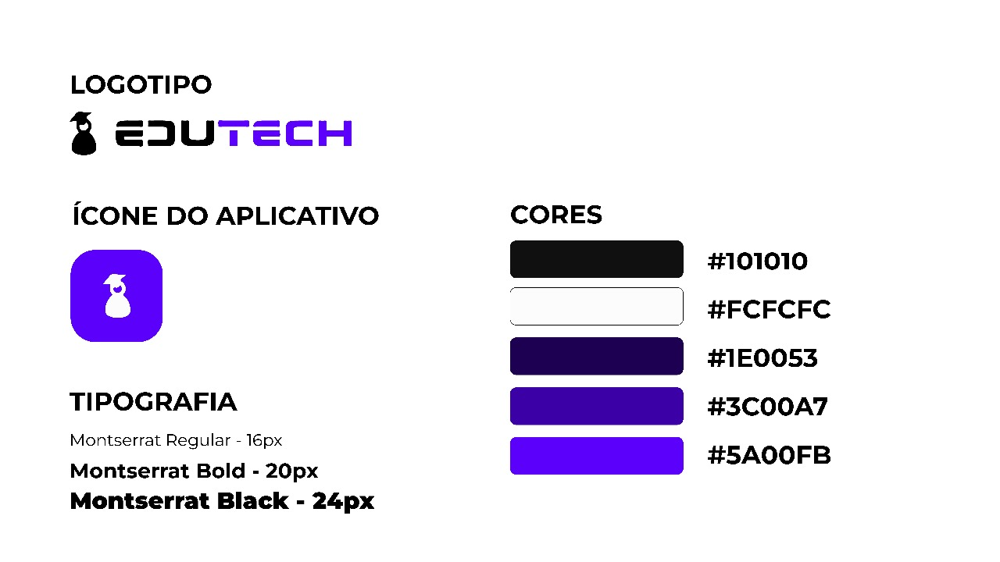 LOGOTIPO
EDUTECH
ÍCONE DO APLICATIVO
TIPOGRAFIA
Montserrat Regular - 16px
Montserrat Bold - 20px
Montserrat Black - 24px
CORES
#101010
#FCFCFC
#1E0053
#3C00A7
#5A00FB